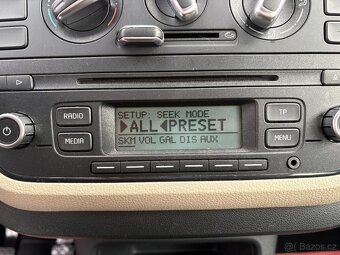 RADIO
MEDIA
SETUP: SEEK MODE
ALL PRESET
SKM VOL GAL DIS AUX
TP
MENU
Bazos.cz